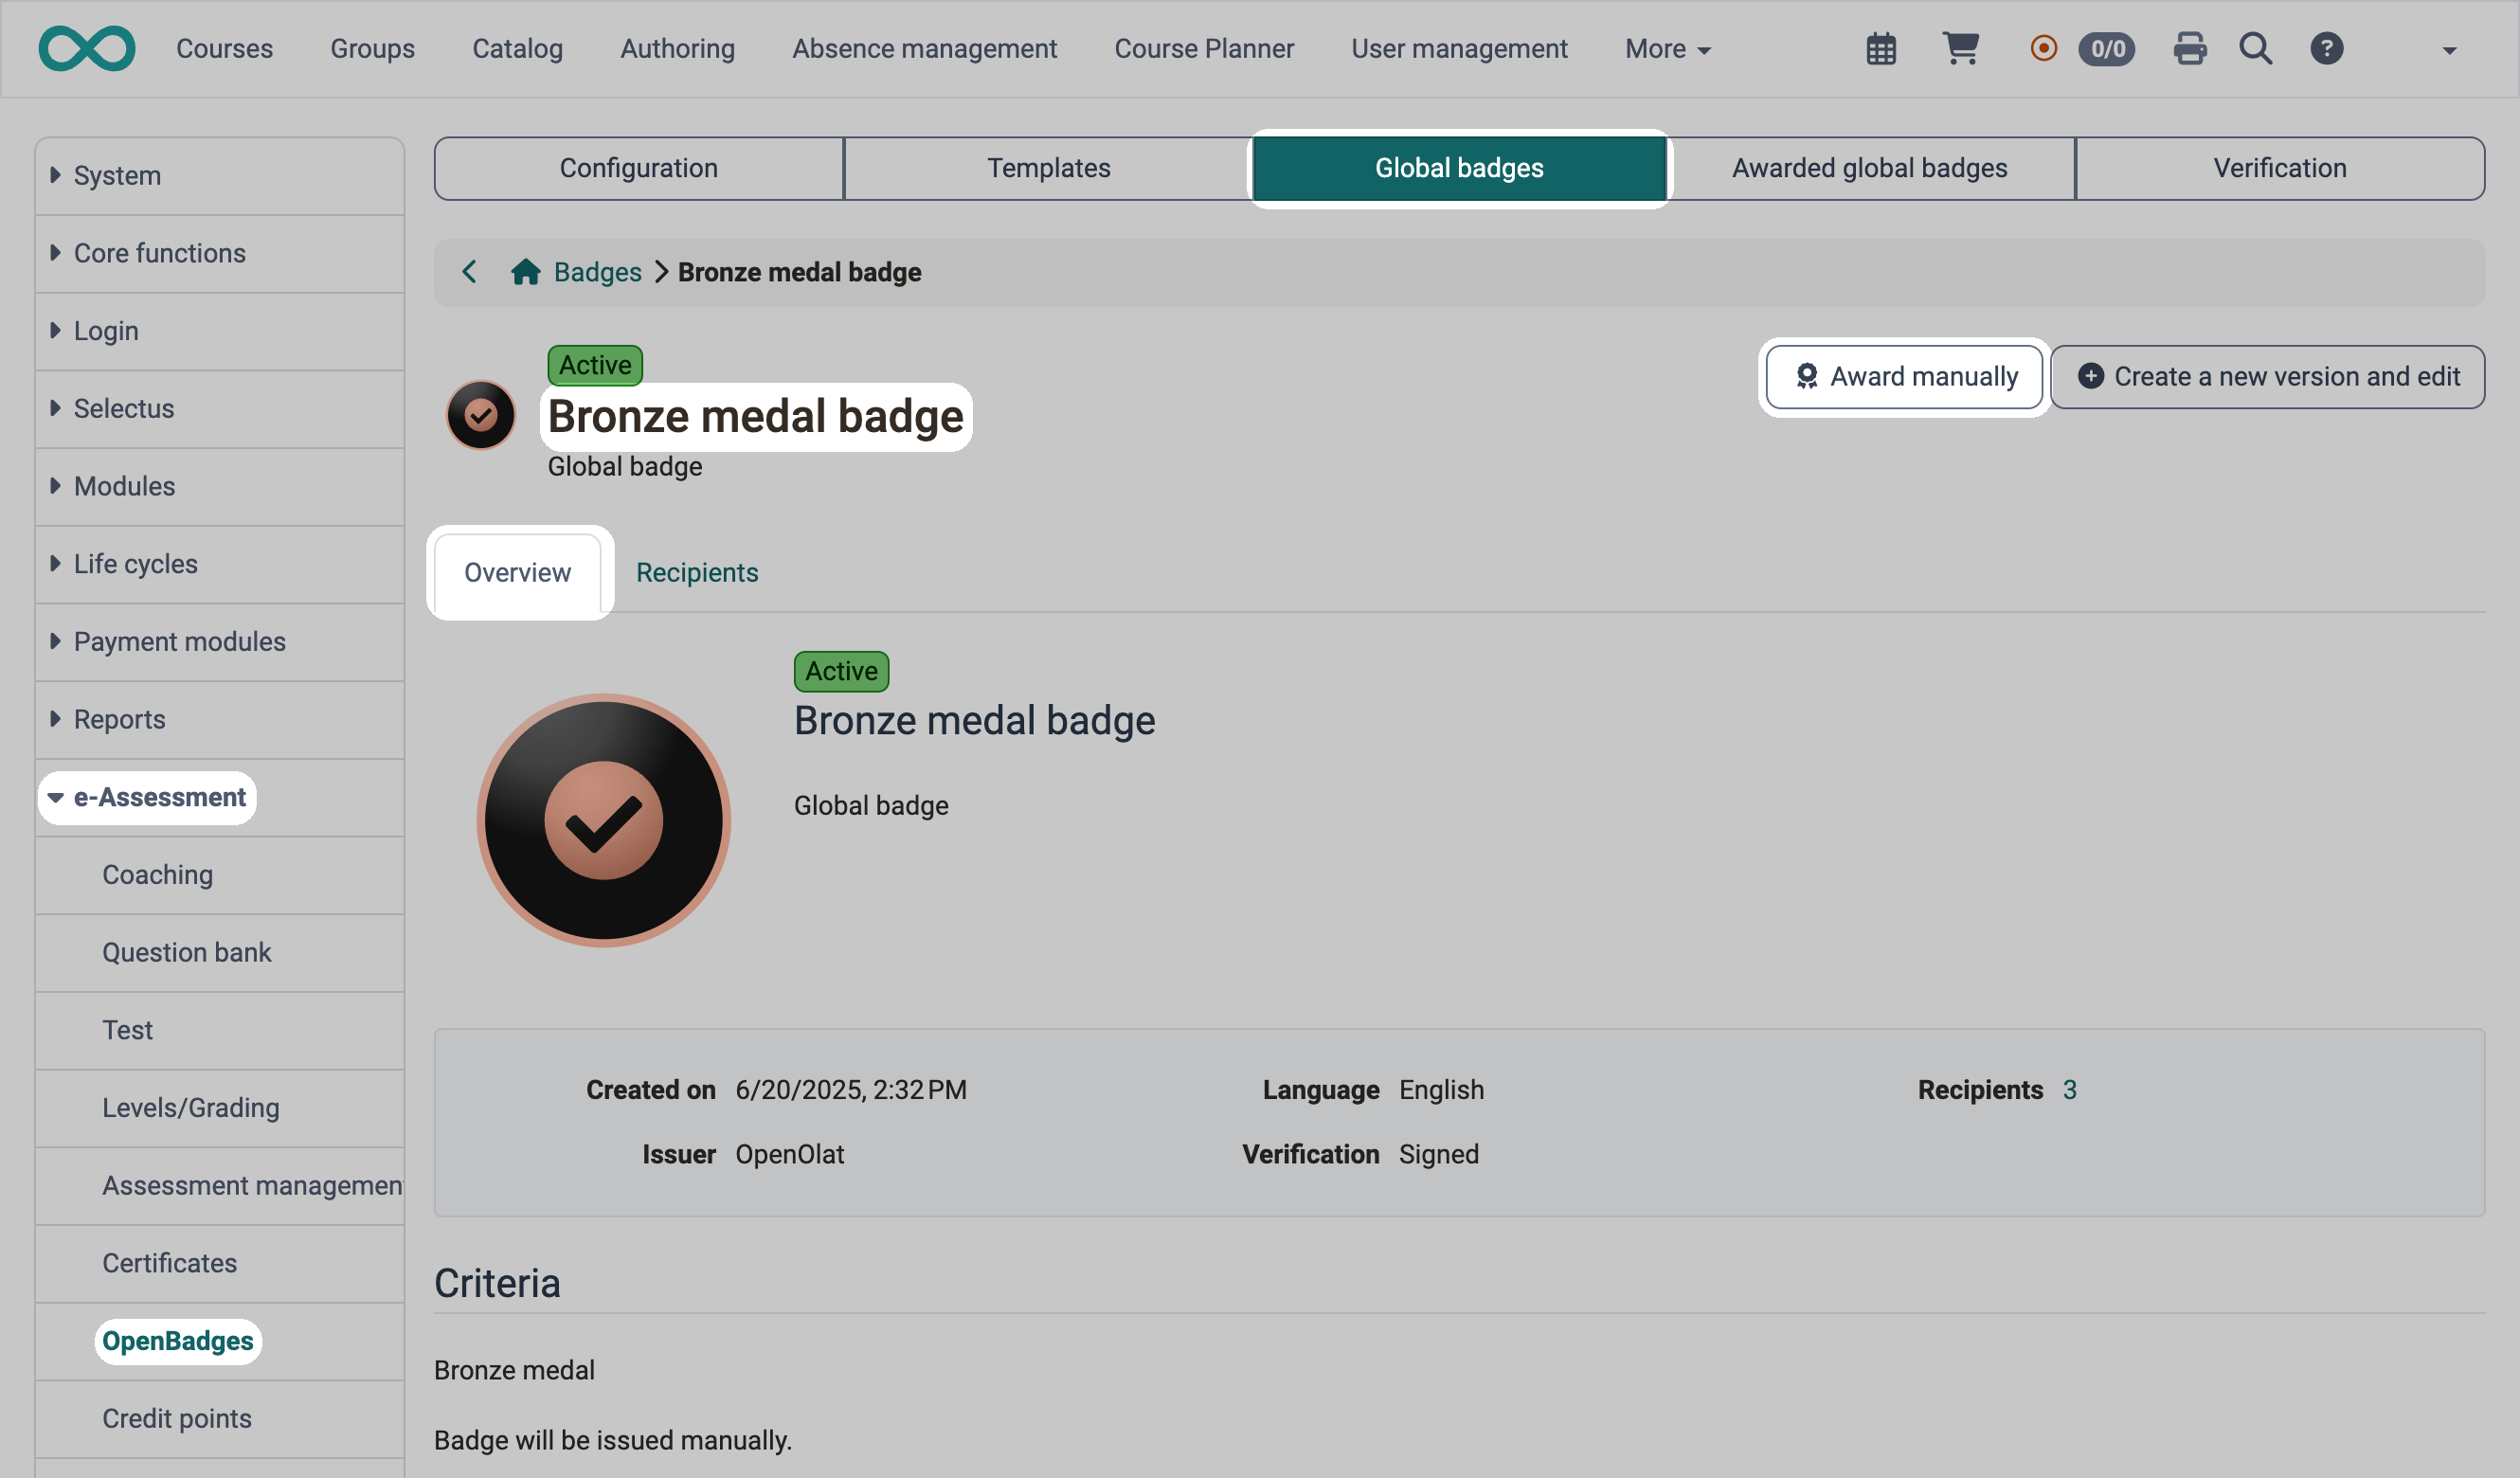 Courses Groups Catalog Authoring Absence management Course Planner User management More 0/0
System
Core functions
Login
Selectus
Modules
Life cycles
Payment modules
Reports
e-Assessment
Coaching
Question bank
Test
Levels/Grading
Assessment managemen
Certificates
OpenBadges
Credit points
Configuration Templates Global badges Awarded global badges Verification
Badges Bronze medal badge
Active
Bronze medal badge
Global badge
Award manually Create a new version and edit
Overview Recipients
Active
Bronze medal badge
Global badge
Created on 6/20/2025, 2:32 PM Language English Recipients 3
Issuer OpenOlat Verification Signed
Criteria
Bronze medal
Badge will be issued manually.